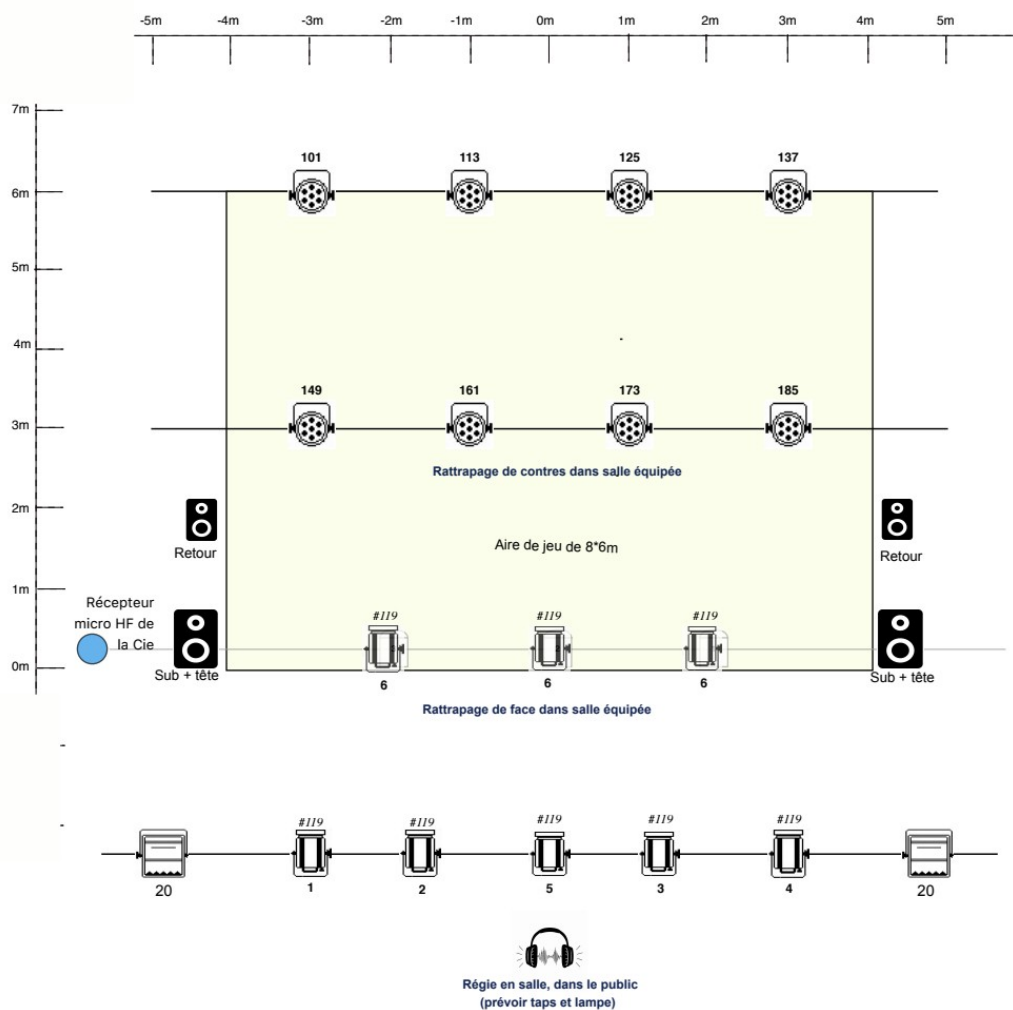 -5m -4m -3m -2m -1m 0m 1m 2m 3m 4m 5m
7m
101 113 125 137
6m
5m
4m
149 161 173 185
3m
Rattrapage de contres dans salle équipée
2m
Aire de jeu de 8*6m
Retour
Retour
1m
Récepteur
micro HF de
la Cie
#119 #119 #119
0m
Sub + tête
Sub + tête
6 6 6
Rattrapage de face dans salle équipée
#119 #119 #119 #119 #119
20 1 2 5 3 4 20
Régie en salle, dans le public
(prévoir taps et lampe)